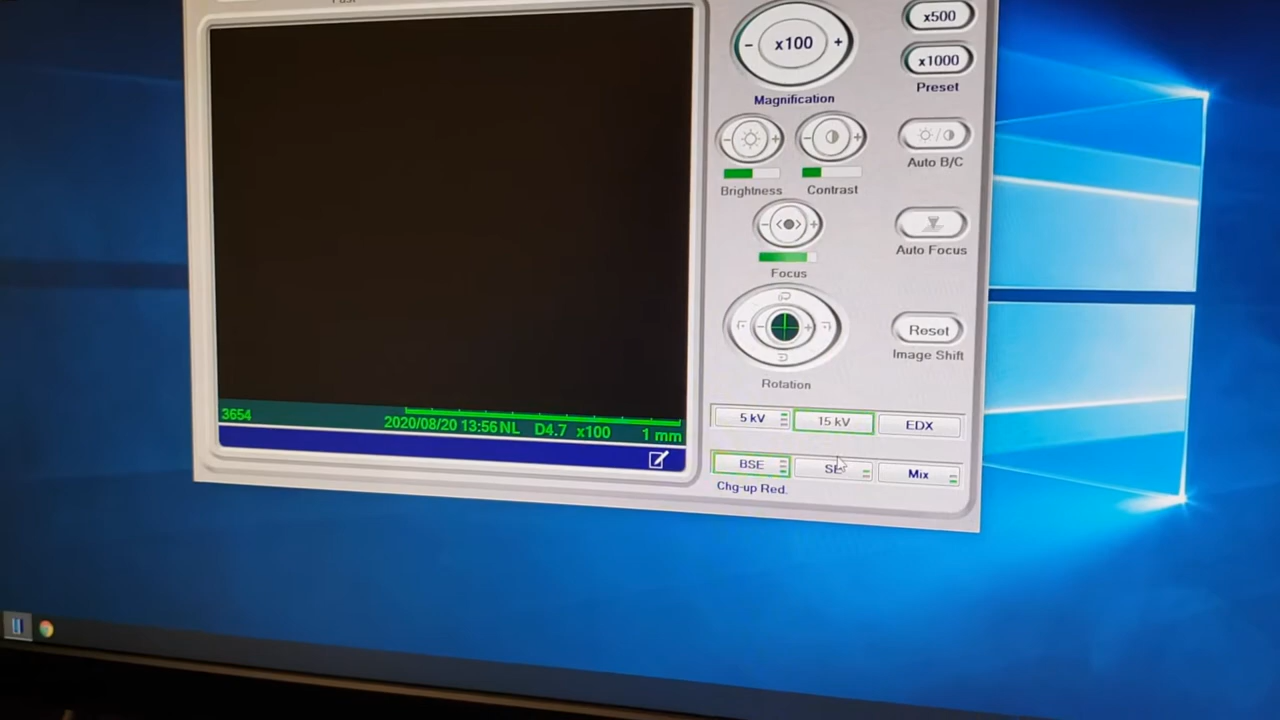 x500
x100
x1000
Magnification
Preset
Auto B/C
Brightness
Contrast
Auto Focus
Focus
Reset
Image Shift
Rotation
3654
2020/08/20 13:56 NL D4.7 x100 1 mm
5 kV
15 kV
EDX
BSE
Mix
Chg-up Red.